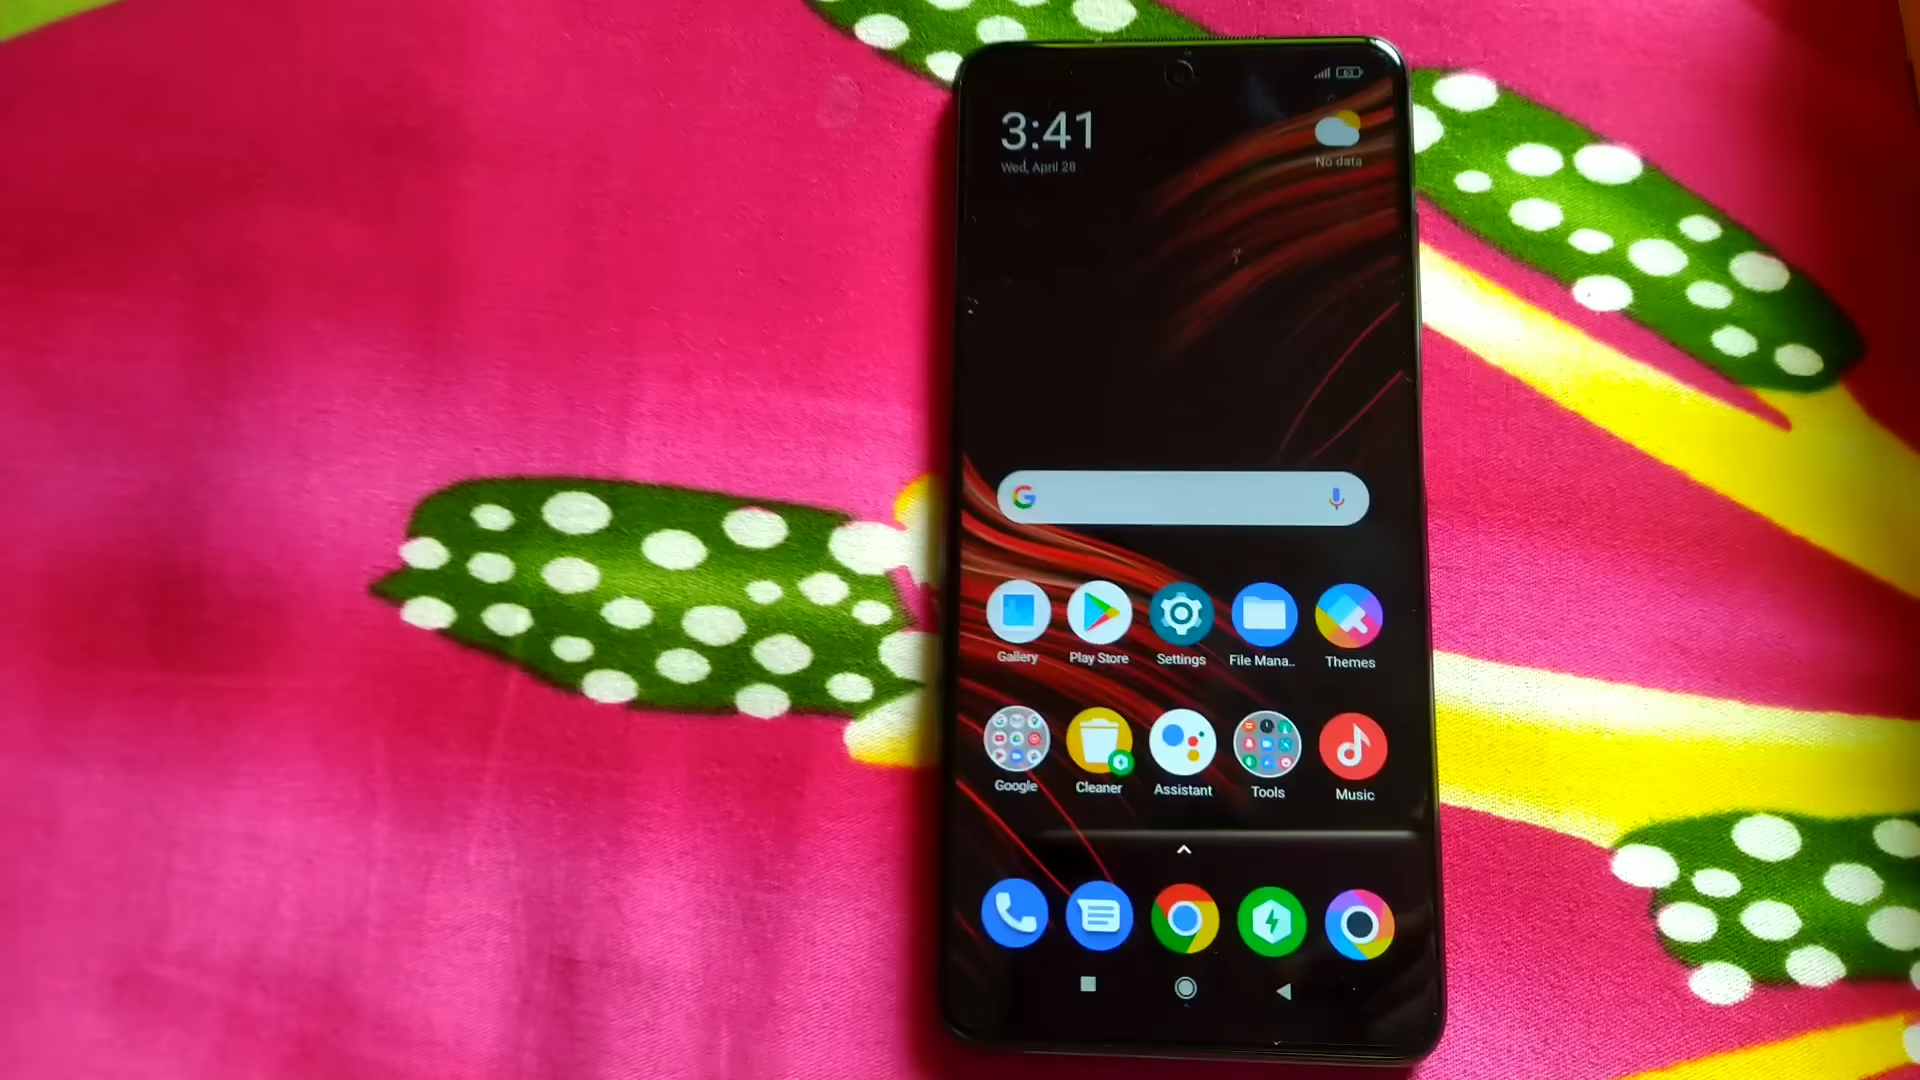 3:41
Wed, April 28
No data
Gallery
Play Store
Settings
File Mana..
Themes
Google
Cleaner
Assistant
Tools
Music